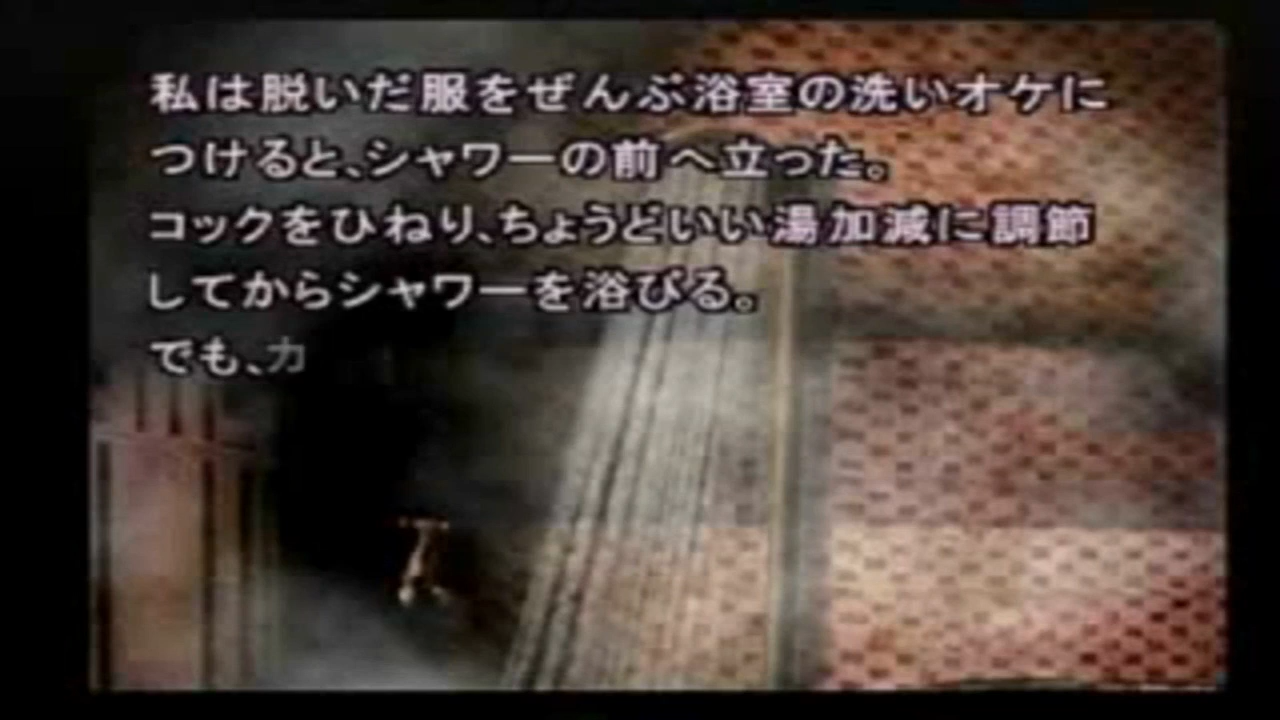 私は脱いだ服をぜんぶ浴室の洗いオケに
つけると、シャワーの前へ立った。
コックをひねり、ちょうどいい湯加減に調節
してからシャワーを浴びる。
でも、カ